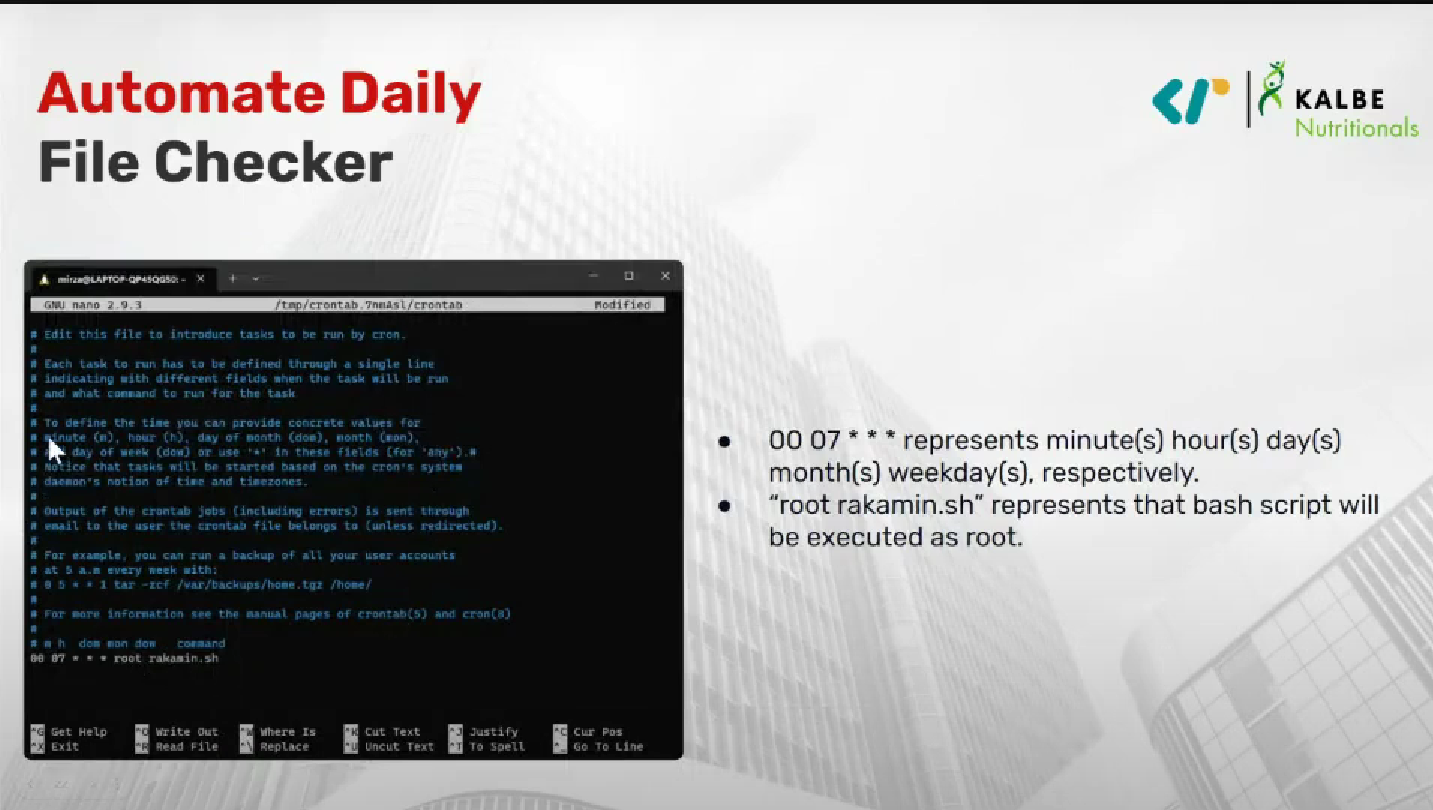 Automate Daily
File Checker
KALBE
Nutritionals
mirza@LAPTOP-QP45QG50: ~
GNU nano 2.9.3 /tmp/crontab.7nmAsl/crontab Modified
# Edit this file to introduce tasks to be run by cron.
#
# Each task to run has to be defined through a single line
# indicating with different fields when the task will be run
# and what command to run for the task
#
# To define the time you can provide concrete values for
# minute (m), hour (h), day of month (dom), month (mon),
# day of week (dow) or use '*' in these fields (for 'any').#
# Notice that tasks will be started based on the cron's system
# daemon's notion of time and timezones.
#
# Output of the crontab jobs (including errors) is sent through
# email to the user the crontab file belongs to (unless redirected).
#
# For example, you can run a backup of all your user accounts
# at 5 a.m every week with:
# 0 5 * * 1 tar -zcf /var/backups/home.tgz /home/
#
# For more information see the manual pages of crontab(5) and cron(8)
#
# m h dom mon dow command
00 07 * * * root rakamin.sh
^G Get Help ^O Write Out ^W Where Is ^K Cut Text ^J Justify ^C Cur Pos
^X Exit ^R Read File ^\ Replace ^U Uncut Text ^T To Spell ^_ Go To Line
● 00 07 * * * represents minute(s) hour(s) day(s)
month(s) weekday(s), respectively.
● “root rakamin.sh” represents that bash script will
be executed as root.